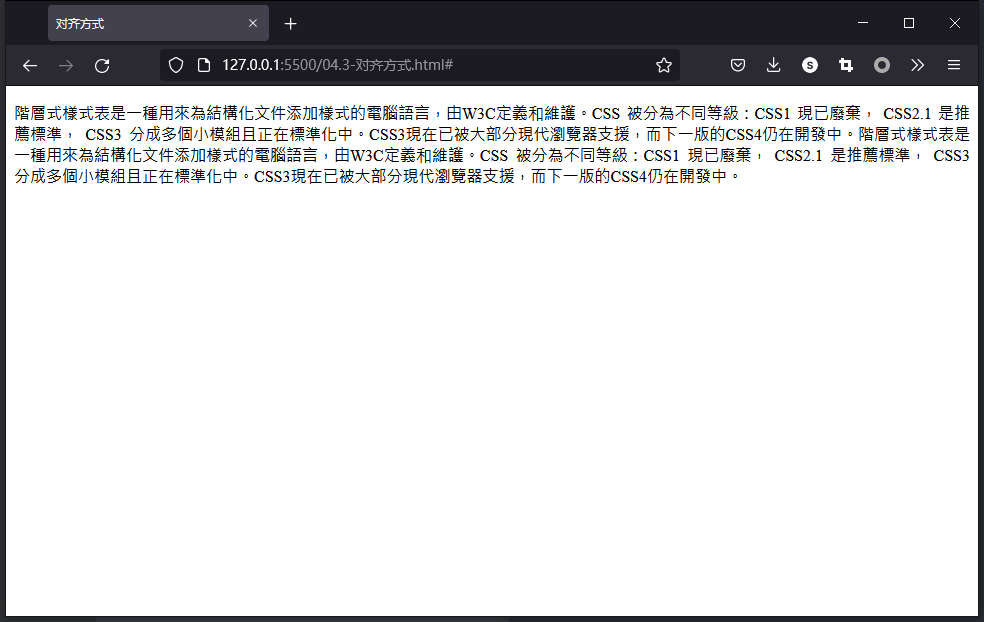 对齐方式
127.0.0.1:5500/04.3-对齐方式.html#
S
階層式樣式表是一種用來為結構化文件添加樣式的電腦語言，由W3C定義和維護。CSS 被分為不同等級：CSS1 現已廢棄， CSS2.1 是推
薦標準， CSS3 分成多個小模組且正在標準化中。CSS3現在已被大部分現代瀏覽器支援，而下一版的CSS4仍在開發中。階層式樣式表是
一種用來為結構化文件添加樣式的電腦語言，由W3C定義和維護。CSS 被分為不同等級：CSS1 現已廢棄， CSS2.1 是推薦標準， CSS3
分成多個小模組且正在標準化中。CSS3現在已被大部分現代瀏覽器支援，而下一版的CSS4仍在開發中。